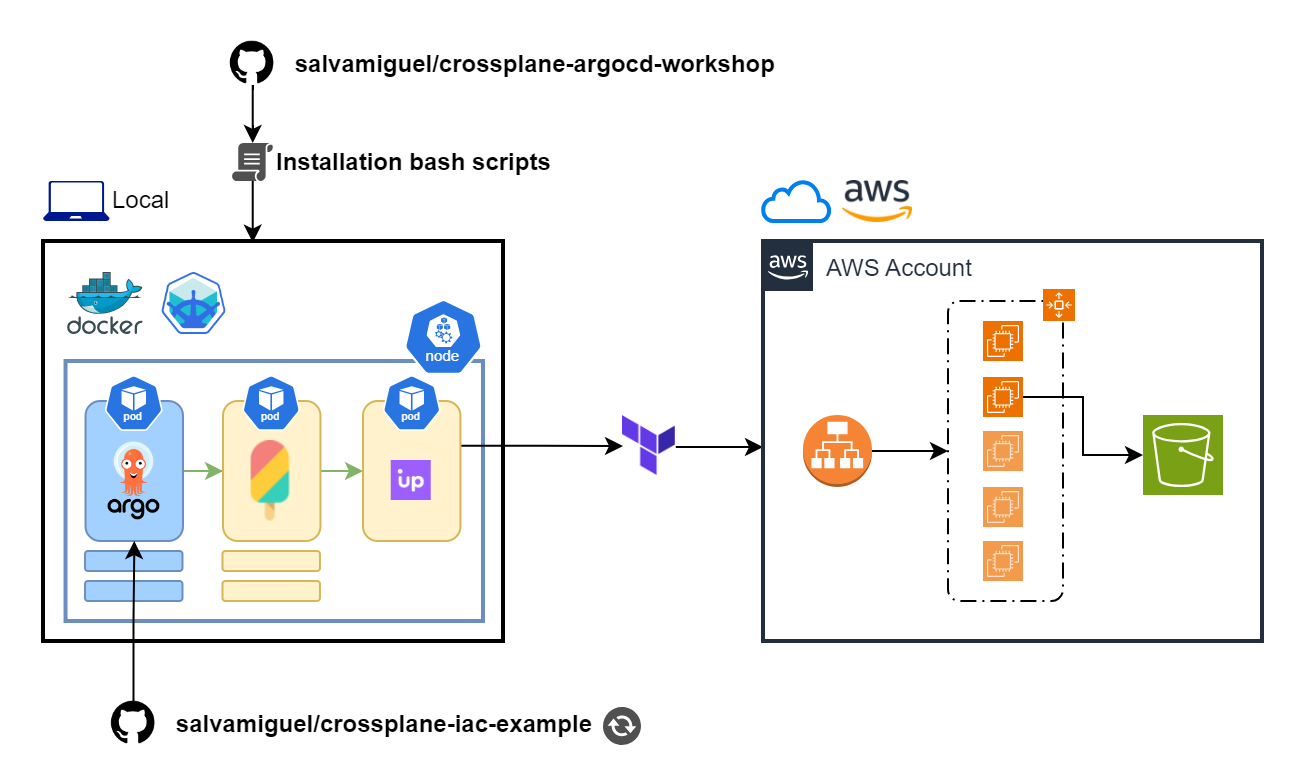 salvamiguel/crossplane-argocd-workshop
Installation bash scripts
Local
aws
aws
AWS Account
docker
node
pod
pod
pod
argo
up
salvamiguel/crossplane-iac-example